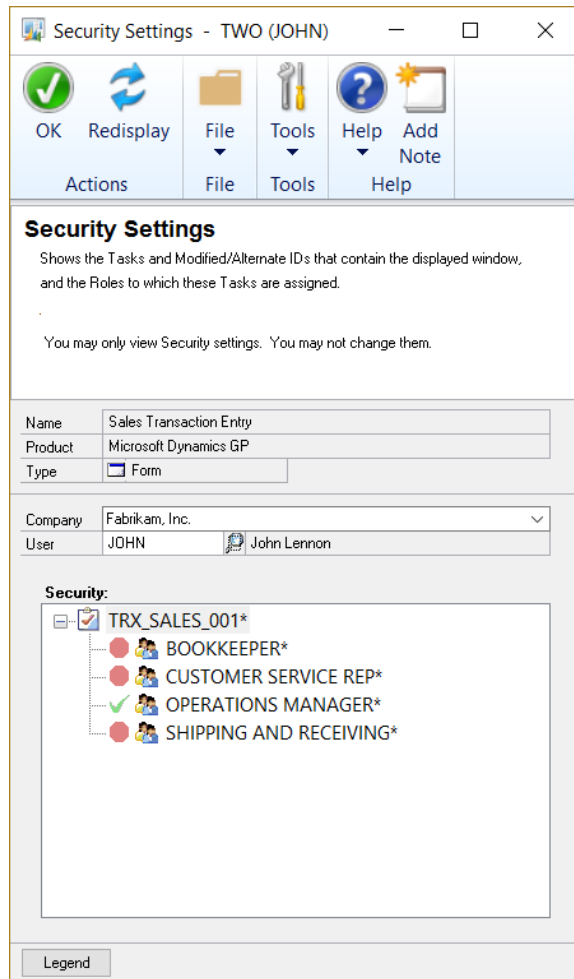 Security Settings - TWO (JOHN)
OK Redisplay File Tools Help Add Note
Actions File Tools Help
Security Settings
Shows the Tasks and Modified/Alternate IDs that contain the displayed window,
and the Roles to which these Tasks are assigned.
.
You may only view Security settings. You may not change them.
Name Sales Transaction Entry
Product Microsoft Dynamics GP
Type Form
Company Fabrikam, Inc.
User JOHN John Lennon
Security:
TRX_SALES_001*
BOOKKEEPER*
CUSTOMER SERVICE REP*
OPERATIONS MANAGER*
SHIPPING AND RECEIVING*
Legend